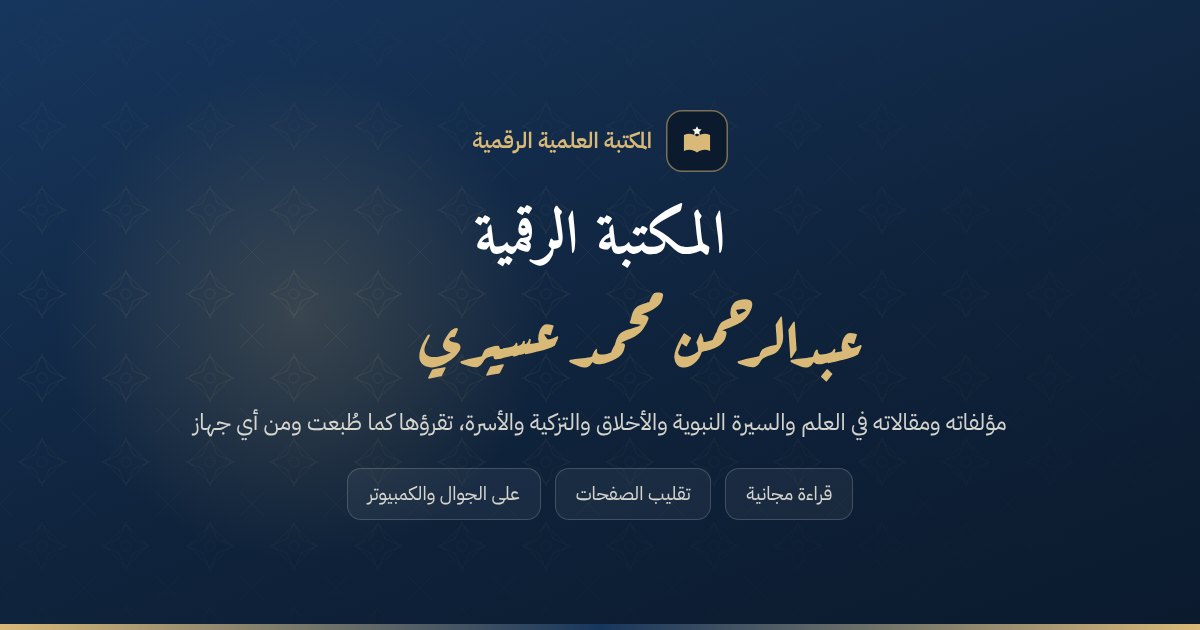 المكتبة العلمية الرقمية
المكتبة الرقمية
عبدالرحمن محمد عسيري
مؤلفاته ومقالاته في العلم والسيرة النبوية والأخلاق والتزكية والأسرة، تقرؤها كما طُبعت ومن أي جهاز
قراءة مجانية
تقليب الصفحات
على الجوال والكمبيوتر